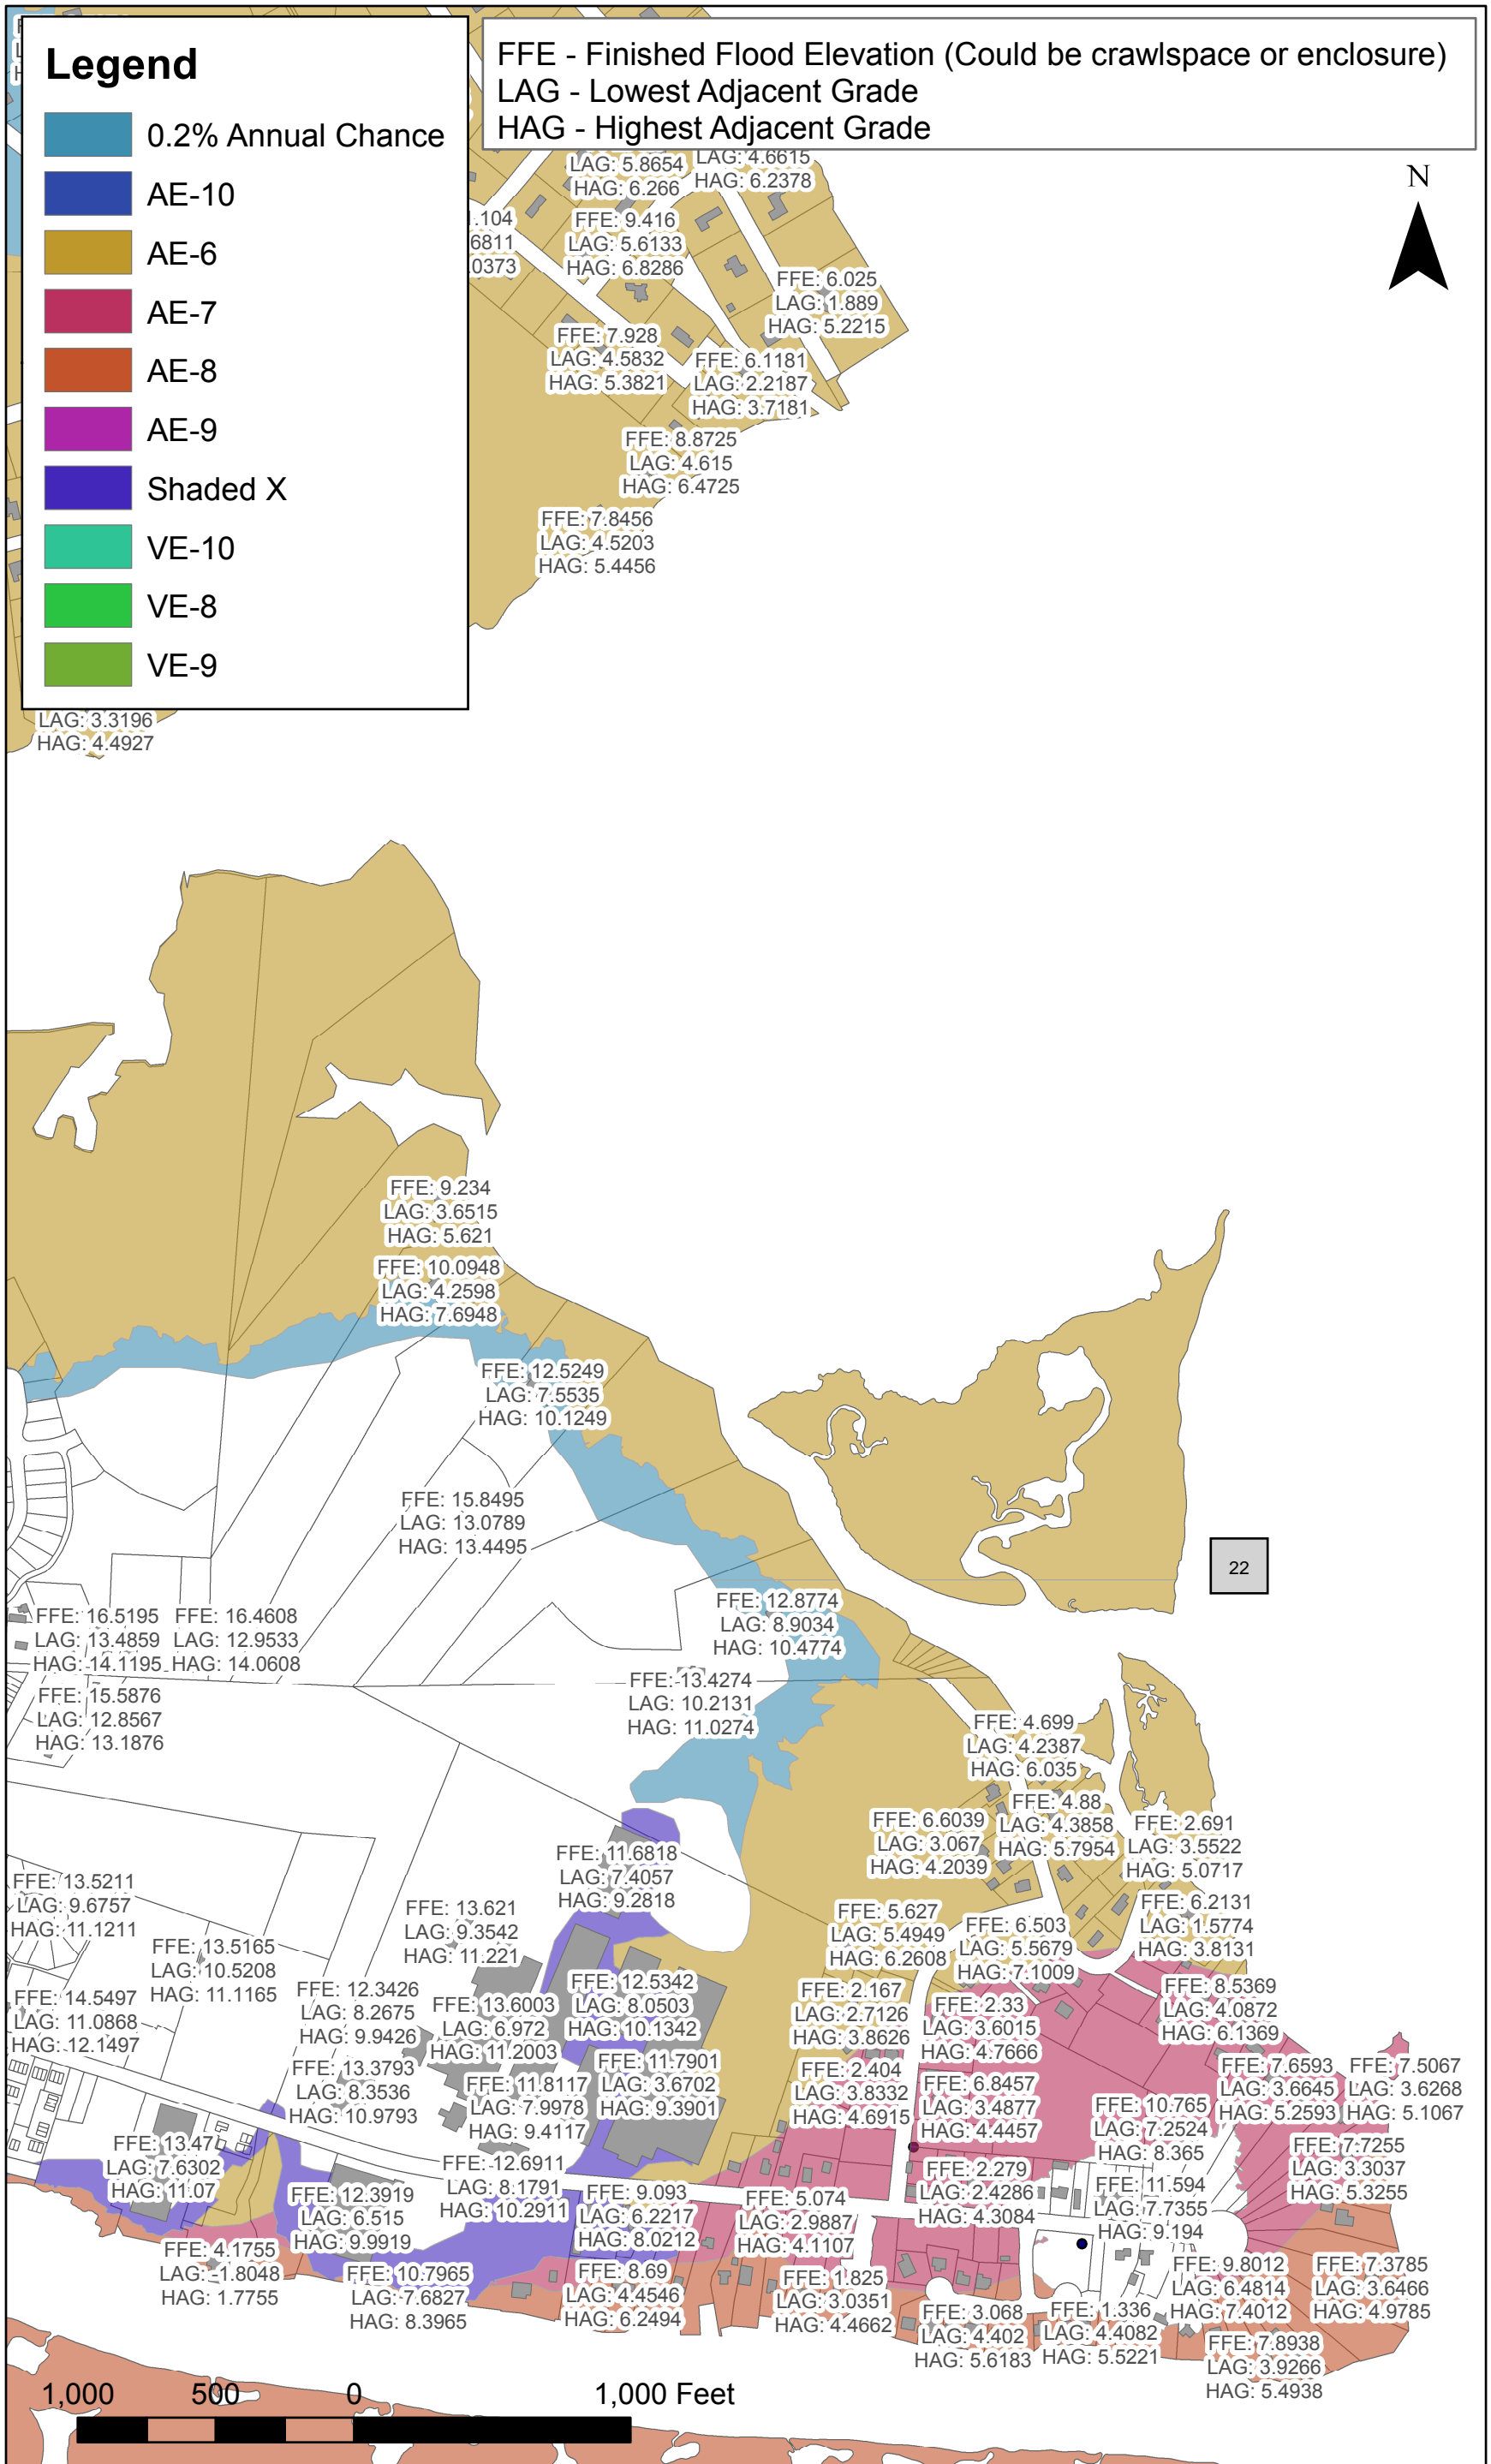 Legend
0.2% Annual Chance
AE-10
AE-6
AE-7
AE-8
AE-9
Shaded X
VE-10
VE-8
VE-9
FFE - Finished Flood Elevation (Could be crawlspace or enclosure)
LAG - Lowest Adjacent Grade
HAG - Highest Adjacent Grade
N
LAG: 5.8654
HAG: 6.266
LAG: 4.6615
HAG: 6.2378
.104
6811
.0373
FFE: 9.416
LAG: 5.6133
HAG: 6.8286
FFE: 6.025
LAG: 1.889
HAG: 5.2215
FFE: 7.928
LAG: 4.5832
HAG: 5.3821
FFE: 6.1181
LAG: 2.2187
HAG: 3.7181
FFE: 8.8725
LAG: 4.615
HAG: 6.4725
FFE: 7.8456
LAG: 4.5203
HAG: 5.4456
LAG: 3.3196
HAG: 4.4927
FFE: 9.234
LAG: 3.6515
HAG: 5.621
FFE: 10.0948
LAG: 4.2598
HAG: 7.6948
FFE: 12.5249
LAG: 7.5535
HAG: 10.1249
FFE: 15.8495
LAG: 13.0789
HAG: 13.4495
22
FFE: 12.8774
LAG: 8.9034
HAG: 10.4774
FFE: 16.5195
LAG: 13.4859
HAG: 14.1195
FFE: 16.4608
LAG: 12.9533
HAG: 14.0608
FFE: 15.5876
LAG: 12.8567
HAG: 13.1876
FFE: 13.4274
LAG: 10.2131
HAG: 11.0274
FFE: 4.699
LAG: 4.2387
HAG: 6.035
FFE: 4.88
LAG: 4.3858
HAG: 5.7954
FFE: 6.6039
LAG: 3.067
HAG: 4.2039
FFE: 2.691
LAG: 3.5522
HAG: 5.0717
FFE: 11.6818
LAG: 7.4057
HAG: 9.2818
FFE: 13.5211
LAG: 9.6757
HAG: 11.1211
FFE: 13.621
LAG: 9.3542
HAG: 11.221
FFE: 5.627
LAG: 5.4949
HAG: 6.2608
FFE: 6.503
LAG: 5.5679
HAG: 7.1009
FFE: 6.2131
LAG: 1.5774
HAG: 3.8131
FFE: 13.5165
LAG: 10.5208
HAG: 11.1165
FFE: 14.5497
LAG: 11.0868
HAG: 12.1497
FFE: 12.3426
LAG: 8.2675
HAG: 9.9426
FFE: 13.6003
LAG: 6.972
HAG: 11.2003
FFE: 12.5342
LAG: 8.0503
HAG: 10.1342
FFE: 2.167
LAG: 2.7126
HAG: 3.8626
FFE: 2.33
LAG: 3.6015
HAG: 4.7666
FFE: 8.5369
LAG: 4.0872
HAG: 6.1369
FFE: 13.3793
LAG: 8.3536
HAG: 10.9793
FFE: 11.8117
LAG: 7.9978
HAG: 9.4117
FFE: 11.7901
LAG: 3.6702
HAG: 9.3901
FFE: 2.404
LAG: 3.8332
HAG: 4.6915
FFE: 6.8457
LAG: 3.4877
HAG: 4.4457
FFE: 10.765
LAG: 7.2524
HAG: 8.365
FFE: 7.6593
LAG: 3.6645
HAG: 5.2593
FFE: 7.5067
LAG: 3.6268
HAG: 5.1067
FFE: 13.47
LAG: 7.6302
HAG: 11.07
FFE: 12.6911
LAG: 8.1791
HAG: 10.2911
FFE: 2.279
LAG: 2.4286
HAG: 4.3084
FFE: 11.594
LAG: 7.7355
HAG: 9.194
FFE: 7.7255
LAG: 3.3037
HAG: 5.3255
FFE: 12.3919
LAG: 6.515
HAG: 9.9919
FFE: 9.093
LAG: 6.2217
HAG: 8.0212
FFE: 5.074
LAG: 2.9887
HAG: 4.1107
FFE: 4.1755
LAG: -1.8048
HAG: 1.7755
FFE: 10.7965
LAG: 7.6827
HAG: 8.3965
FFE: 8.69
LAG: 4.4546
HAG: 6.2494
FFE: 1.825
LAG: 3.0351
HAG: 4.4662
FFE: 3.068
LAG: 4.402
HAG: 5.6183
FFE: 1.336
LAG: 4.4082
HAG: 5.5221
FFE: 9.8012
LAG: 6.4814
HAG: 7.4012
FFE: 7.3785
LAG: 3.6466
HAG: 4.9785
FFE: 7.8938
LAG: 3.9266
HAG: 5.4938
1,000 500 0 1,000 Feet